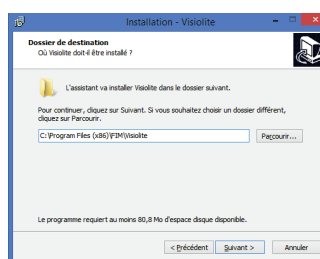 Installation - Visiolite
Dossier de destination
Où Visiolite doit-il être installé ?
L'assistant va installer Visiolite dans le dossier suivant.
Pour continuer, cliquez sur Suivant. Si vous souhaitez choisir un dossier différent,
cliquez sur Parcourir.
C:\Program Files (x86)\FIM\Visiolite
Parcourir...
Le programme requiert au moins 80,8 Mo d'espace disque disponible.
< Précédent
Suivant >
Annuler